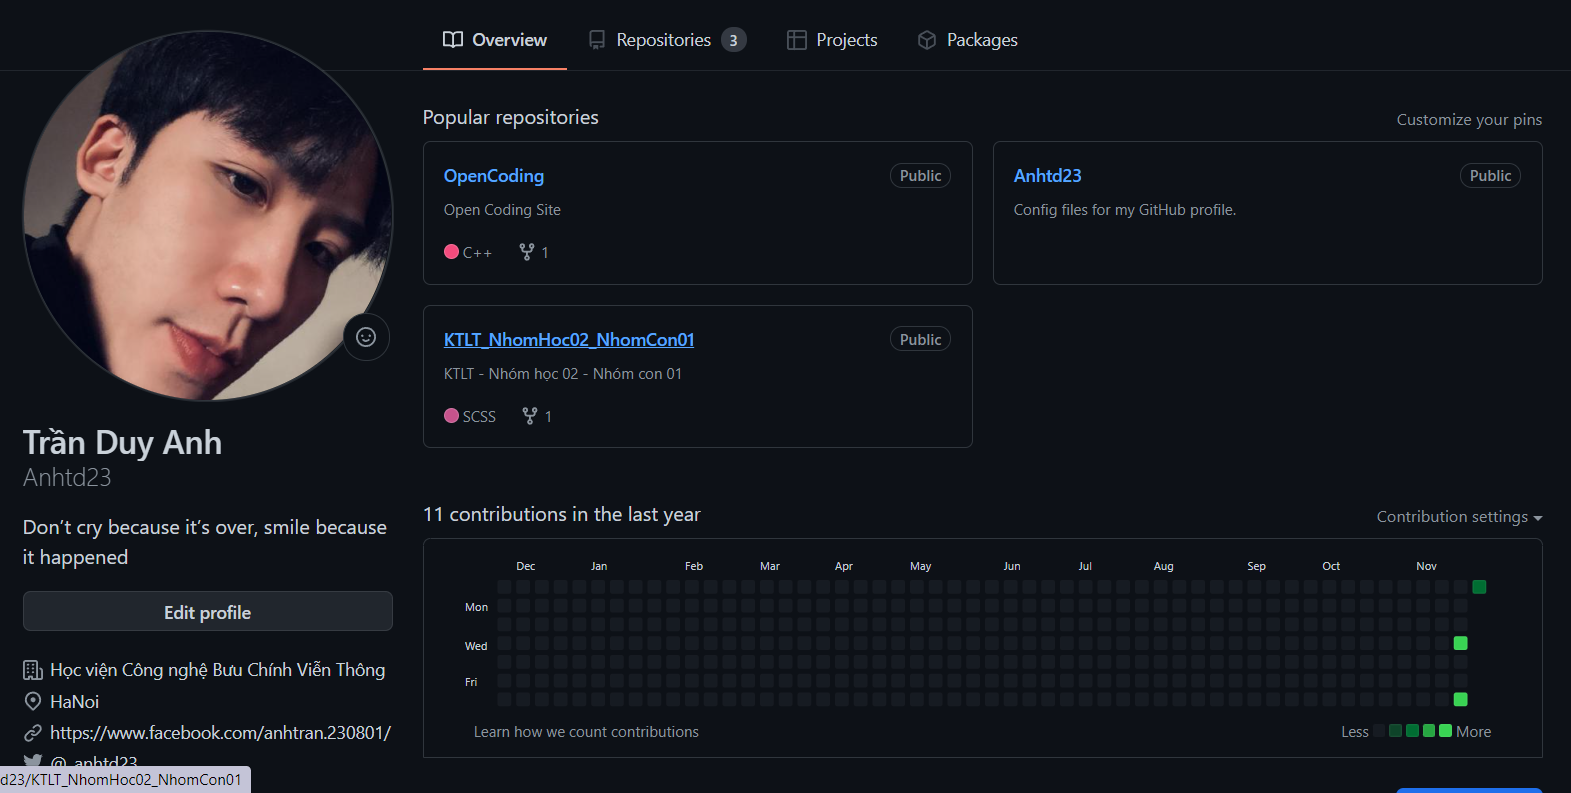 Overview
Repositories 3
Projects
Packages
Trần Duy Anh
Anhtd23
Don’t cry because it’s over, smile because
it happened
Edit profile
Học viện Công nghệ Bưu Chính Viễn Thông
HaNoi
https://www.facebook.com/anhtran.230801/
@_anhtd23
d23/KTLT_NhomHoc02_NhomCon01
Popular repositories
Customize your pins
OpenCoding
Public
Open Coding Site
C++
1
Anhtd23
Public
Config files for my GitHub profile.
KTLT_NhomHoc02_NhomCon01
Public
KTLT - Nhóm học 02 - Nhóm con 01
SCSS
1
11 contributions in the last year
Contribution settings
Dec Jan Feb Mar Apr May Jun Jul Aug Sep Oct Nov
Mon
Wed
Fri
Learn how we count contributions
Less
More